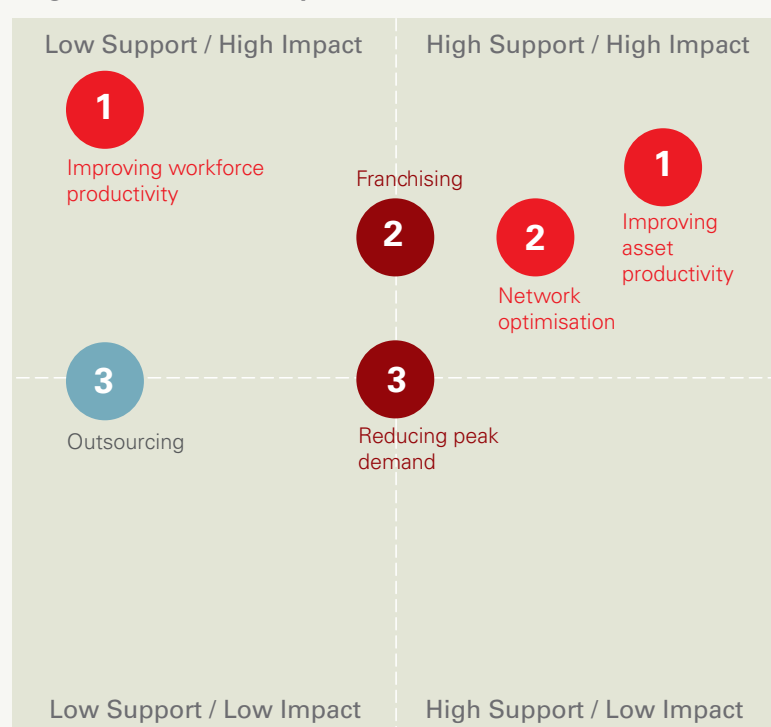 Low Support / High Impact
High Support / High Impact
1
Improving workforce
productivity
Franchising
2
2
Network
optimisation
1
Improving
asset
productivity
3
Outsourcing
3
Reducing peak
demand
Low Support / Low Impact
High Support / Low Impact